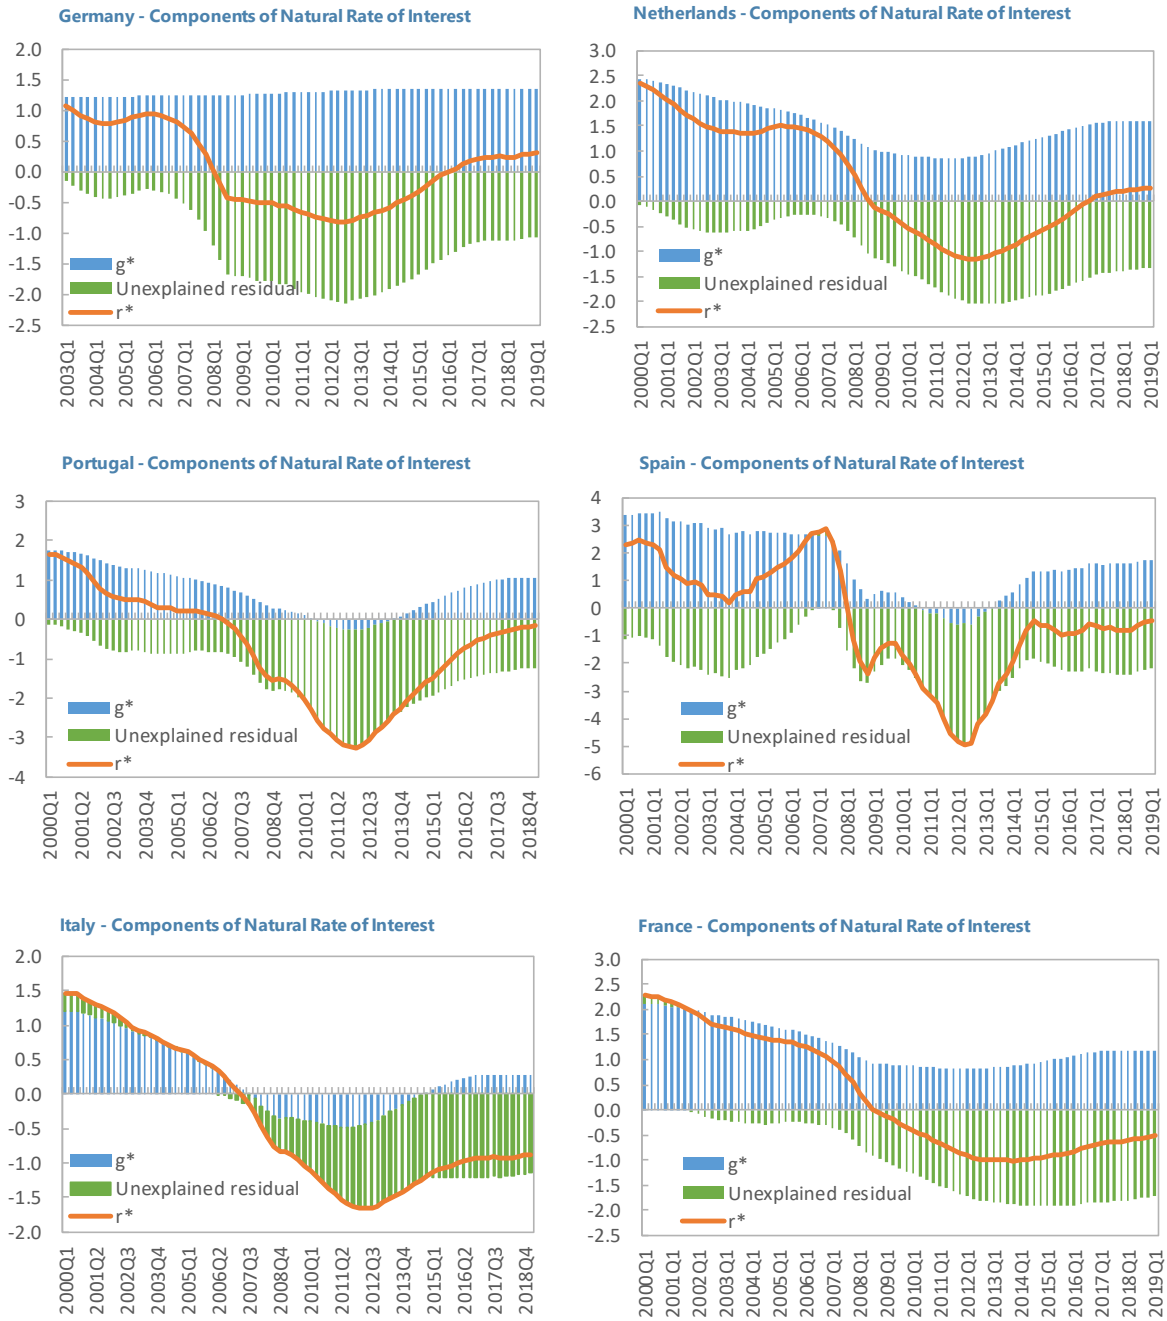 Germany - Components of Natural Rate of Interest
2.0
1.5
1.0
0.5
0.0
-0.5
-1.0
-1.5
-2.0
-2.5
g*
Unexplained residual
r*
2003Q1
2004Q1
2005Q1
2006Q1
2007Q1
2008Q1
2009Q1
2010Q1
2011Q1
2012Q1
2013Q1
2014Q1
2015Q1
2016Q1
2017Q1
2018Q1
2019Q1
Netherlands - Components of Natural Rate of Interest
3.0
2.5
2.0
1.5
1.0
0.5
0.0
-0.5
-1.0
-1.5
-2.0
-2.5
g*
Unexplained residual
r*
2000Q1
2001Q1
2002Q1
2003Q1
2004Q1
2005Q1
2006Q1
2007Q1
2008Q1
2009Q1
2010Q1
2011Q1
2012Q1
2013Q1
2014Q1
2015Q1
2016Q1
2017Q1
2018Q1
2019Q1
Portugal - Components of Natural Rate of Interest
3
2
1
0
-1
-2
-3
-4
g*
Unexplained residual
r*
2000Q1
2001Q2
2002Q3
2003Q4
2005Q1
2006Q2
2007Q3
2008Q4
2010Q1
2011Q2
2012Q3
2013Q4
2015Q1
2016Q2
2017Q3
2018Q4
Spain - Components of Natural Rate of Interest
4
3
2
1
0
-1
-2
-3
-4
-5
-6
g*
Unexplained residual
r*
2000Q1
2001Q1
2002Q1
2003Q1
2004Q1
2005Q1
2006Q1
2007Q1
2008Q1
2009Q1
2010Q1
2011Q1
2012Q1
2013Q1
2014Q1
2015Q1
2016Q1
2017Q1
2018Q1
2019Q1
Italy - Components of Natural Rate of Interest
2.0
1.5
1.0
0.5
0.0
-0.5
-1.0
-1.5
-2.0
g*
Unexplained residual
r*
2000Q1
2001Q2
2002Q3
2003Q4
2005Q1
2006Q2
2007Q3
2008Q4
2010Q1
2011Q2
2012Q3
2013Q4
2015Q1
2016Q2
2017Q3
2018Q4
France - Components of Natural Rate of Interest
3.0
2.5
2.0
1.5
1.0
0.5
0.0
-0.5
-1.0
-1.5
-2.0
-2.5
g*
Unexplained residual
r*
2000Q1
2001Q1
2002Q1
2003Q1
2004Q1
2005Q1
2006Q1
2007Q1
2008Q1
2009Q1
2010Q1
2011Q1
2012Q1
2013Q1
2014Q1
2015Q1
2016Q1
2017Q1
2018Q1
2019Q1